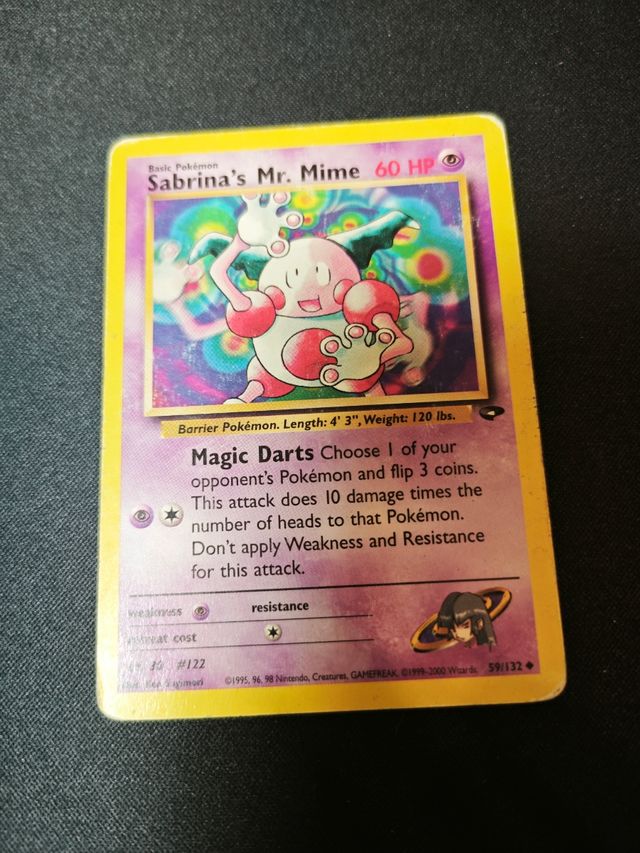 Basic Pokémon
Sabrina's Mr. Mime 60 HP
Barrier Pokémon. Length: 4' 3", Weight: 120 lbs.
Magic Darts Choose 1 of your
opponent's Pokémon and flip 3 coins.
This attack does 10 damage times the
number of heads to that Pokémon.
Don't apply Weakness and Resistance
for this attack.
weakness resistance
retreat cost
30 #122
Ken Sugimori ©1995, 96, 98 Nintendo, Creatures, GAMEFREAK. ©1999-2000 Wizards. 59/132